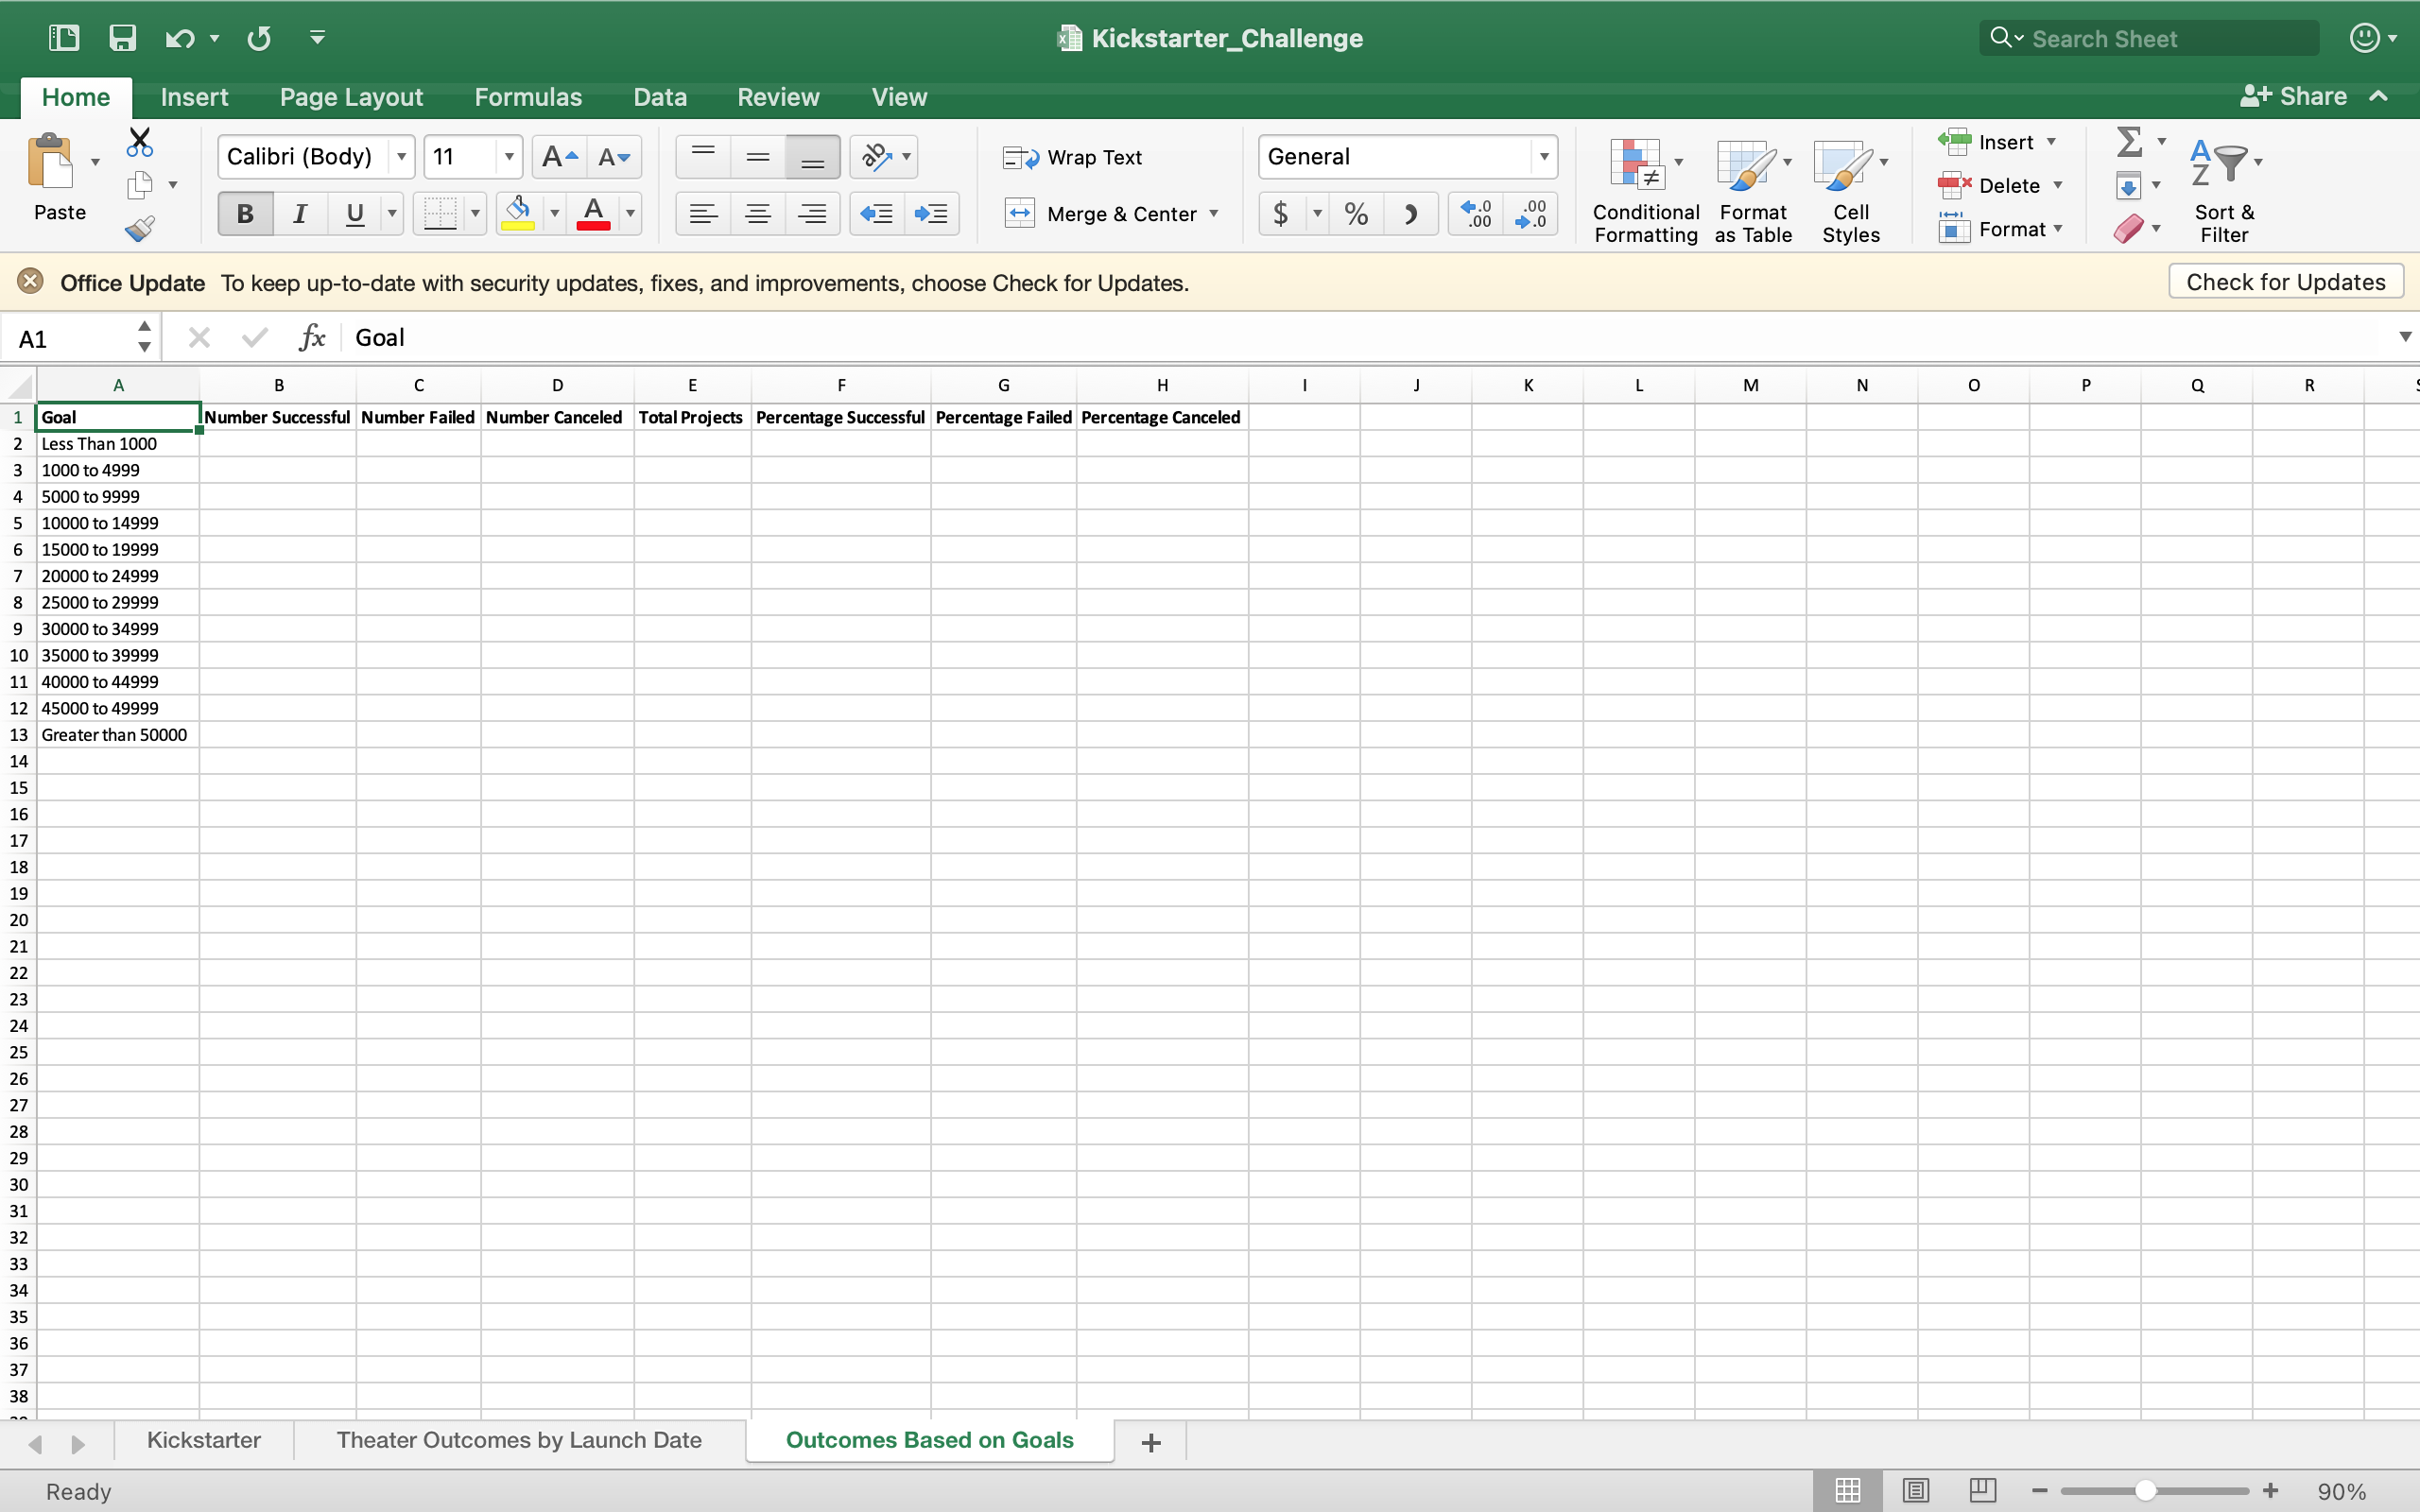 Kickstarter_Challenge
Search Sheet
Home Insert Page Layout Formulas Data Review View
Share
Paste
Calibri (Body) 11
B I U
Wrap Text
Merge & Center
General
$ %
Conditional Formatting
Format as Table
Cell Styles
Insert
Delete
Format
Sort & Filter
Office Update To keep up-to-date with security updates, fixes, and improvements, choose Check for Updates.
Check for Updates
A1 fx Goal
A B C D E F G H I J K L M N O P Q R
1 Goal Number Successful Number Failed Number Canceled Total Projects Percentage Successful Percentage Failed Percentage Canceled
2 Less Than 1000
3 1000 to 4999
4 5000 to 9999
5 10000 to 14999
6 15000 to 19999
7 20000 to 24999
8 25000 to 29999
9 30000 to 34999
10 35000 to 39999
11 40000 to 44999
12 45000 to 49999
13 Greater than 50000
14
15
16
17
18
19
20
21
22
23
24
25
26
27
28
29
30
31
32
33
34
35
36
37
38
Kickstarter Theater Outcomes by Launch Date Outcomes Based on Goals +
Ready
90%